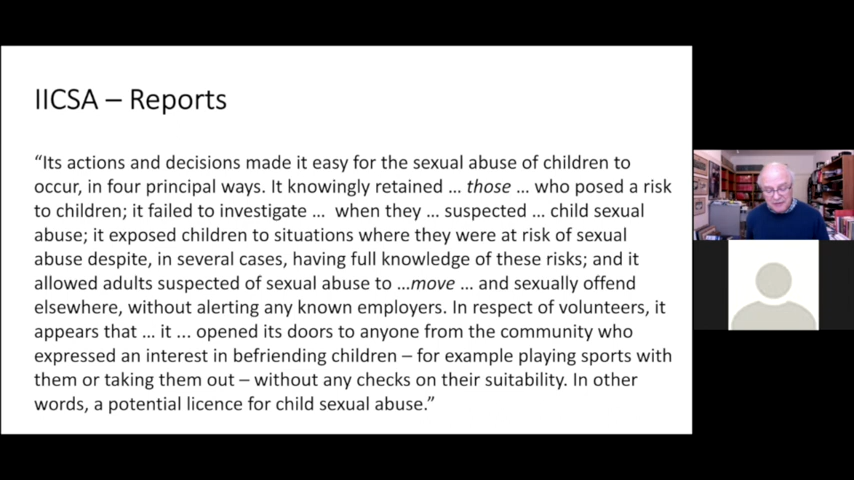 IICSA – Reports
“Its actions and decisions made it easy for the sexual abuse of children to
occur, in four principal ways. It knowingly retained … those … who posed a risk
to children; it failed to investigate … when they … suspected … child sexual
abuse; it exposed children to situations where they were at risk of sexual
abuse despite, in several cases, having full knowledge of these risks; and it
allowed adults suspected of sexual abuse to …move … and sexually offend
elsewhere, without alerting any known employers. In respect of volunteers, it
appears that … it ... opened its doors to anyone from the community who
expressed an interest in befriending children – for example playing sports with
them or taking them out – without any checks on their suitability. In other
words, a potential licence for child sexual abuse.”